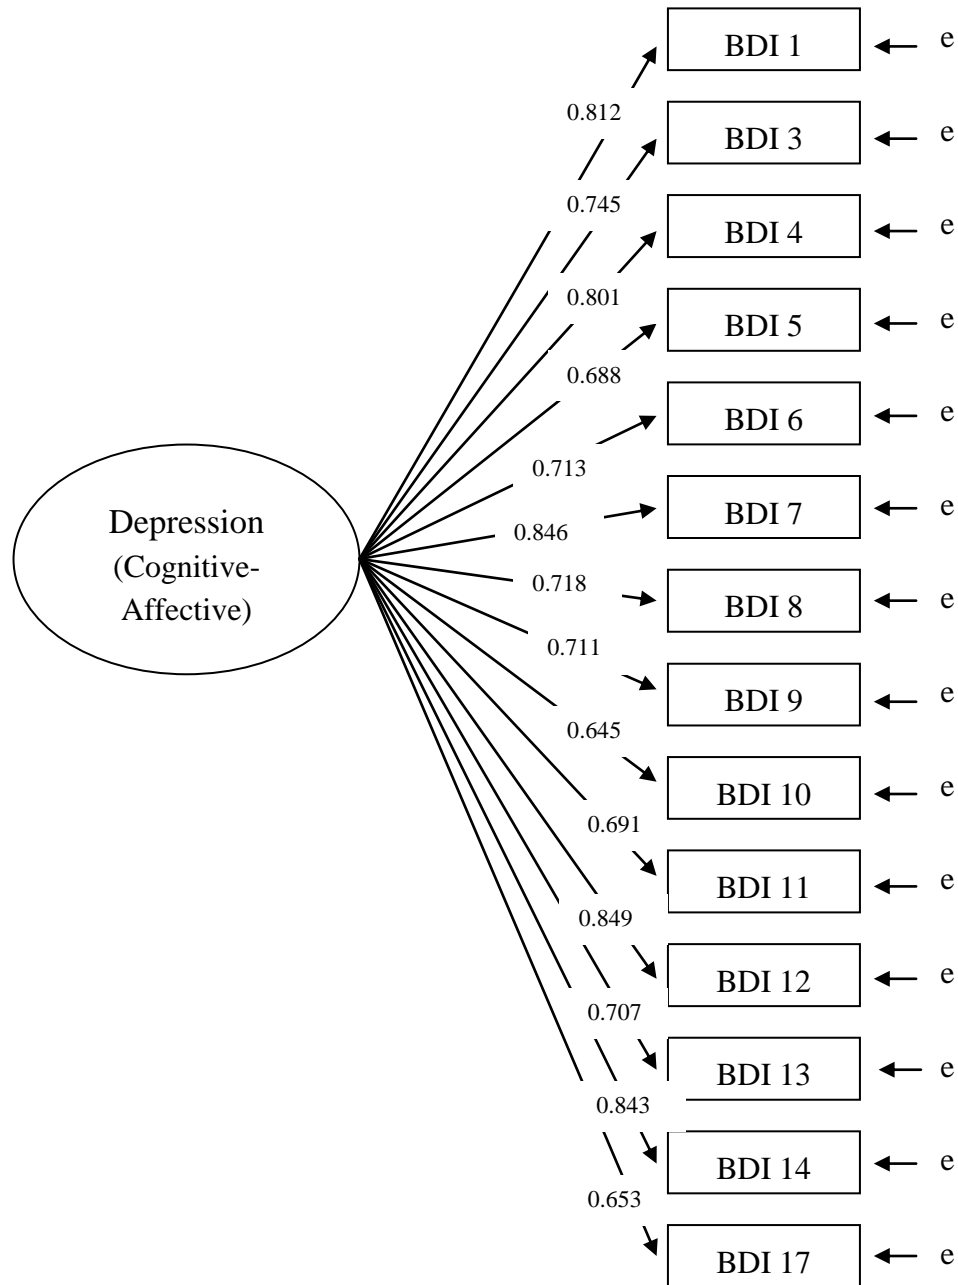 BDI 1
e
0.812
BDI 3
e
0.745
BDI 4
e
0.801
BDI 5
e
0.688
BDI 6
e
0.713
BDI 7
e
0.846
Depression
(Cognitive-
Affective)
0.718
BDI 8
e
0.711
BDI 9
e
0.645
BDI 10
e
0.691
BDI 11
e
0.849
BDI 12
e
0.707
BDI 13
e
0.843
BDI 14
e
0.653
BDI 17
e